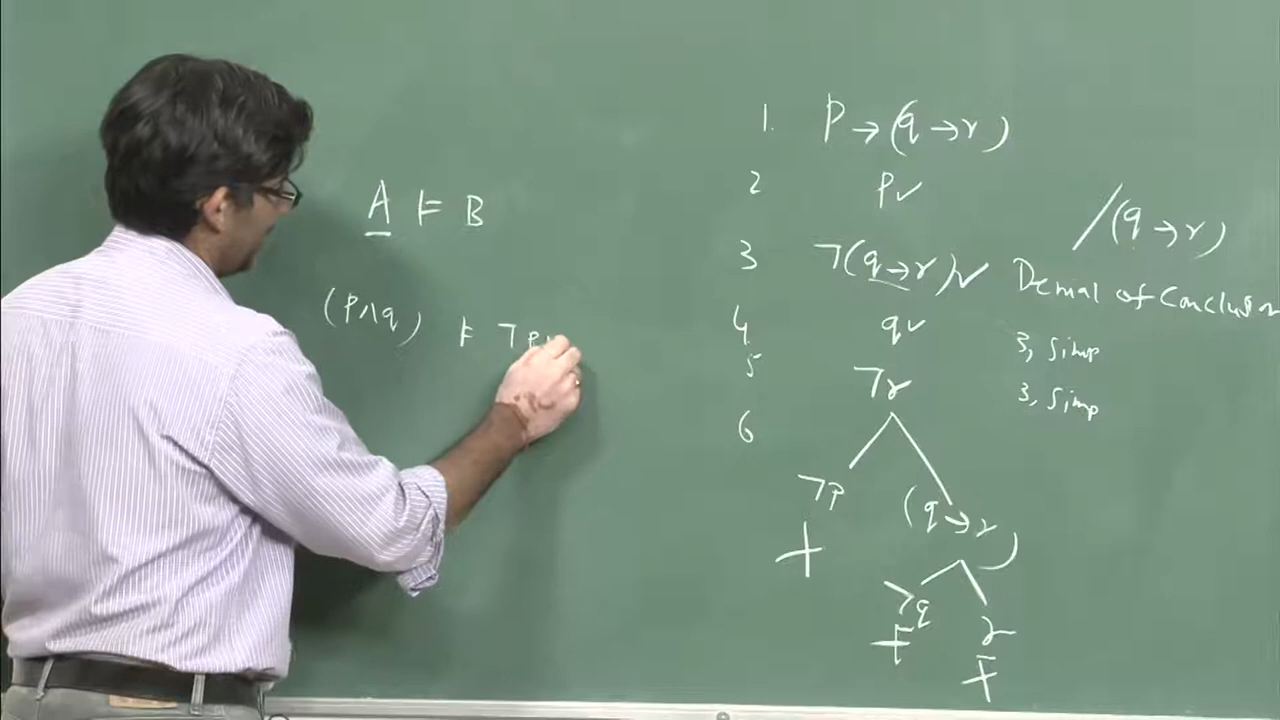 A ⊨ B
(p∧q) ⊨ ¬p
1. P→(q→r)
2 p✓
/(q→r)
3 ¬(q→r)✓ Denial of Conclusion
4 q✓ 3, Simp
5 ¬r 3, Simp
6
¬p (q→r)
+
¬q r
+ +